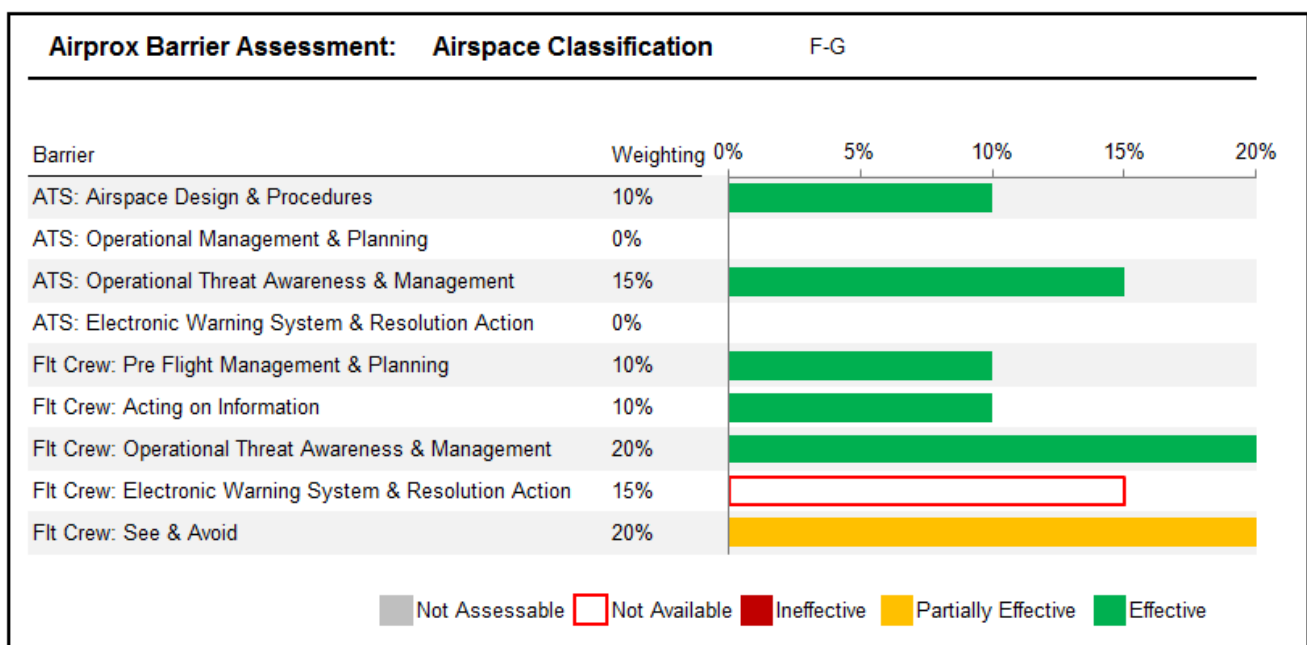 Airprox Barrier Assessment: Airspace Classification F-G
Barrier Weighting 0% 5% 10% 15% 20%
ATS: Airspace Design & Procedures 10%
ATS: Operational Management & Planning 0%
ATS: Operational Threat Awareness & Management 15%
ATS: Electronic Warning System & Resolution Action 0%
Flt Crew: Pre Flight Management & Planning 10%
Flt Crew: Acting on Information 10%
Flt Crew: Operational Threat Awareness & Management 20%
Flt Crew: Electronic Warning System & Resolution Action 15%
Flt Crew: See & Avoid 20%
Not Assessable Not Available Ineffective Partially Effective Effective